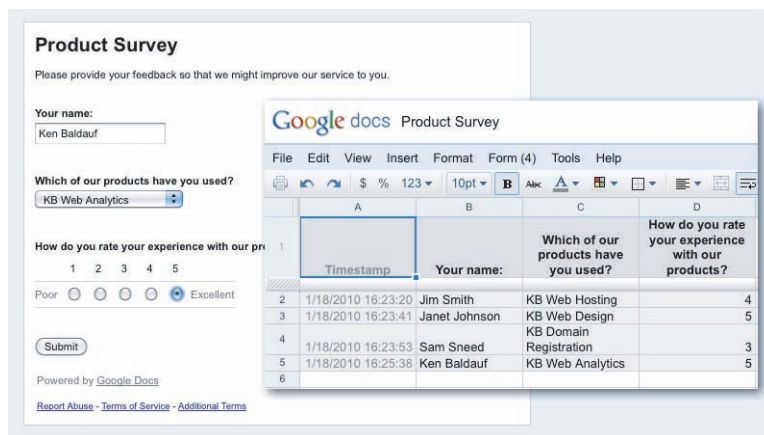 Product Survey
Please provide your feedback so that we might improve our service to you.
Your name:
Ken Baldauf
Which of our products have you used?
KB Web Analytics
How do you rate your experience with our
1 2 3 4 5
Poor Excellent
Submit
Powered by Google Docs
Report Abuse - Terms of Service - Additional Terms
Google docs Product Survey
File Edit View Insert Format Form (4) Tools Help
$ % 123 10pt B Abc A
A B C D
1 Timestamp Your name: Which of our
products have
you used? How do you rate
your experience
with our
products?
2 1/18/2010 16:23:20 Jim Smith KB Web Hosting 4
3 1/18/2010 16:23:41 Janet Johnson KB Web Design 5
4 1/18/2010 16:23:53 Sam Sneed KB Domain
Registration 3
5 1/18/2010 16:25:38 Ken Baldauf KB Web Analytics 5
6